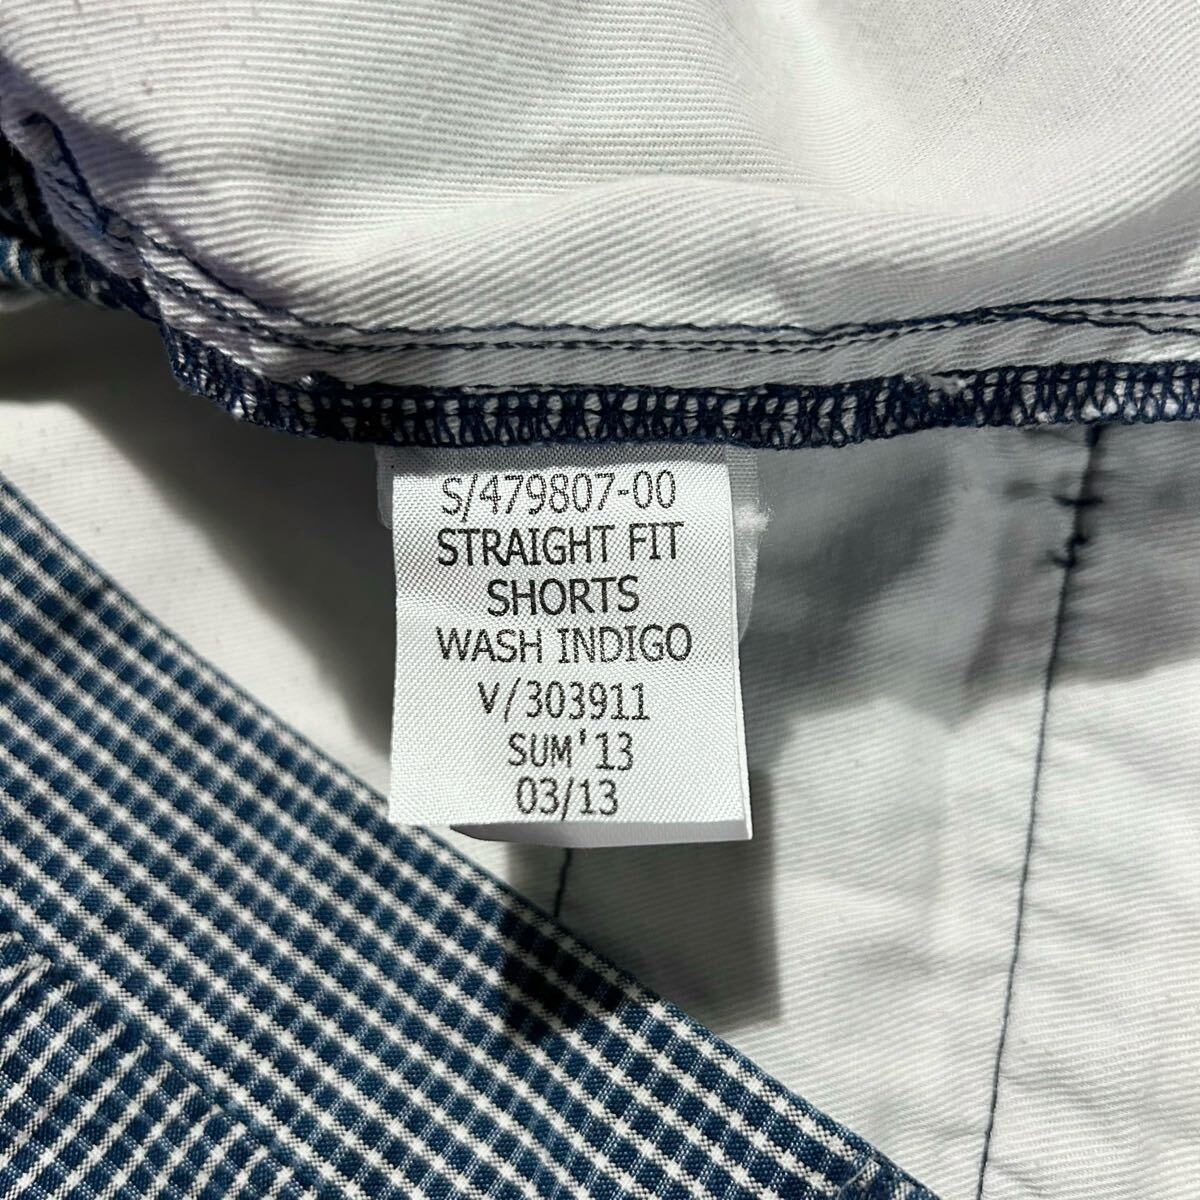 S/479807-00
STRAIGHT FIT
SHORTS
WASH INDIGO
V/303911
SUM'13
03/13